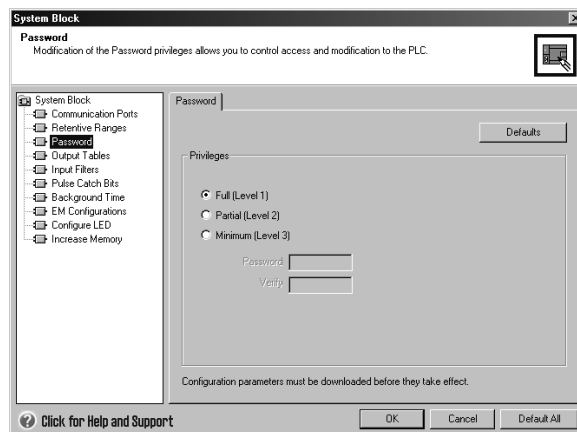 System Block
Password
Modification of the Password privileges allows you to control access and modification to the PLC.
System Block
Communication Ports
Retentive Ranges
Password
Output Tables
Input Filters
Pulse Catch Bits
Background Time
EM Configurations
Configure LED
Increase Memory
Password
Defaults
Privileges
Full (Level 1)
Partial (Level 2)
Minimum (Level 3)
Password
Verify
Configuration parameters must be downloaded before they take effect.
Click for Help and Support
OK
Cancel
Default All